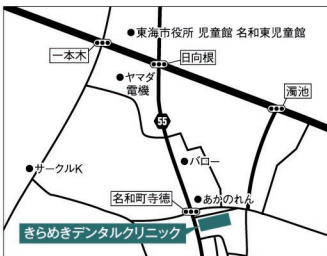 東海市役所 児童館 名和東児童館
一本木
日向根
ヤマダ
電機
濁池
55
バロー
サークルK
あかのれん
名和町寺徳
きらめきデンタルクリニック